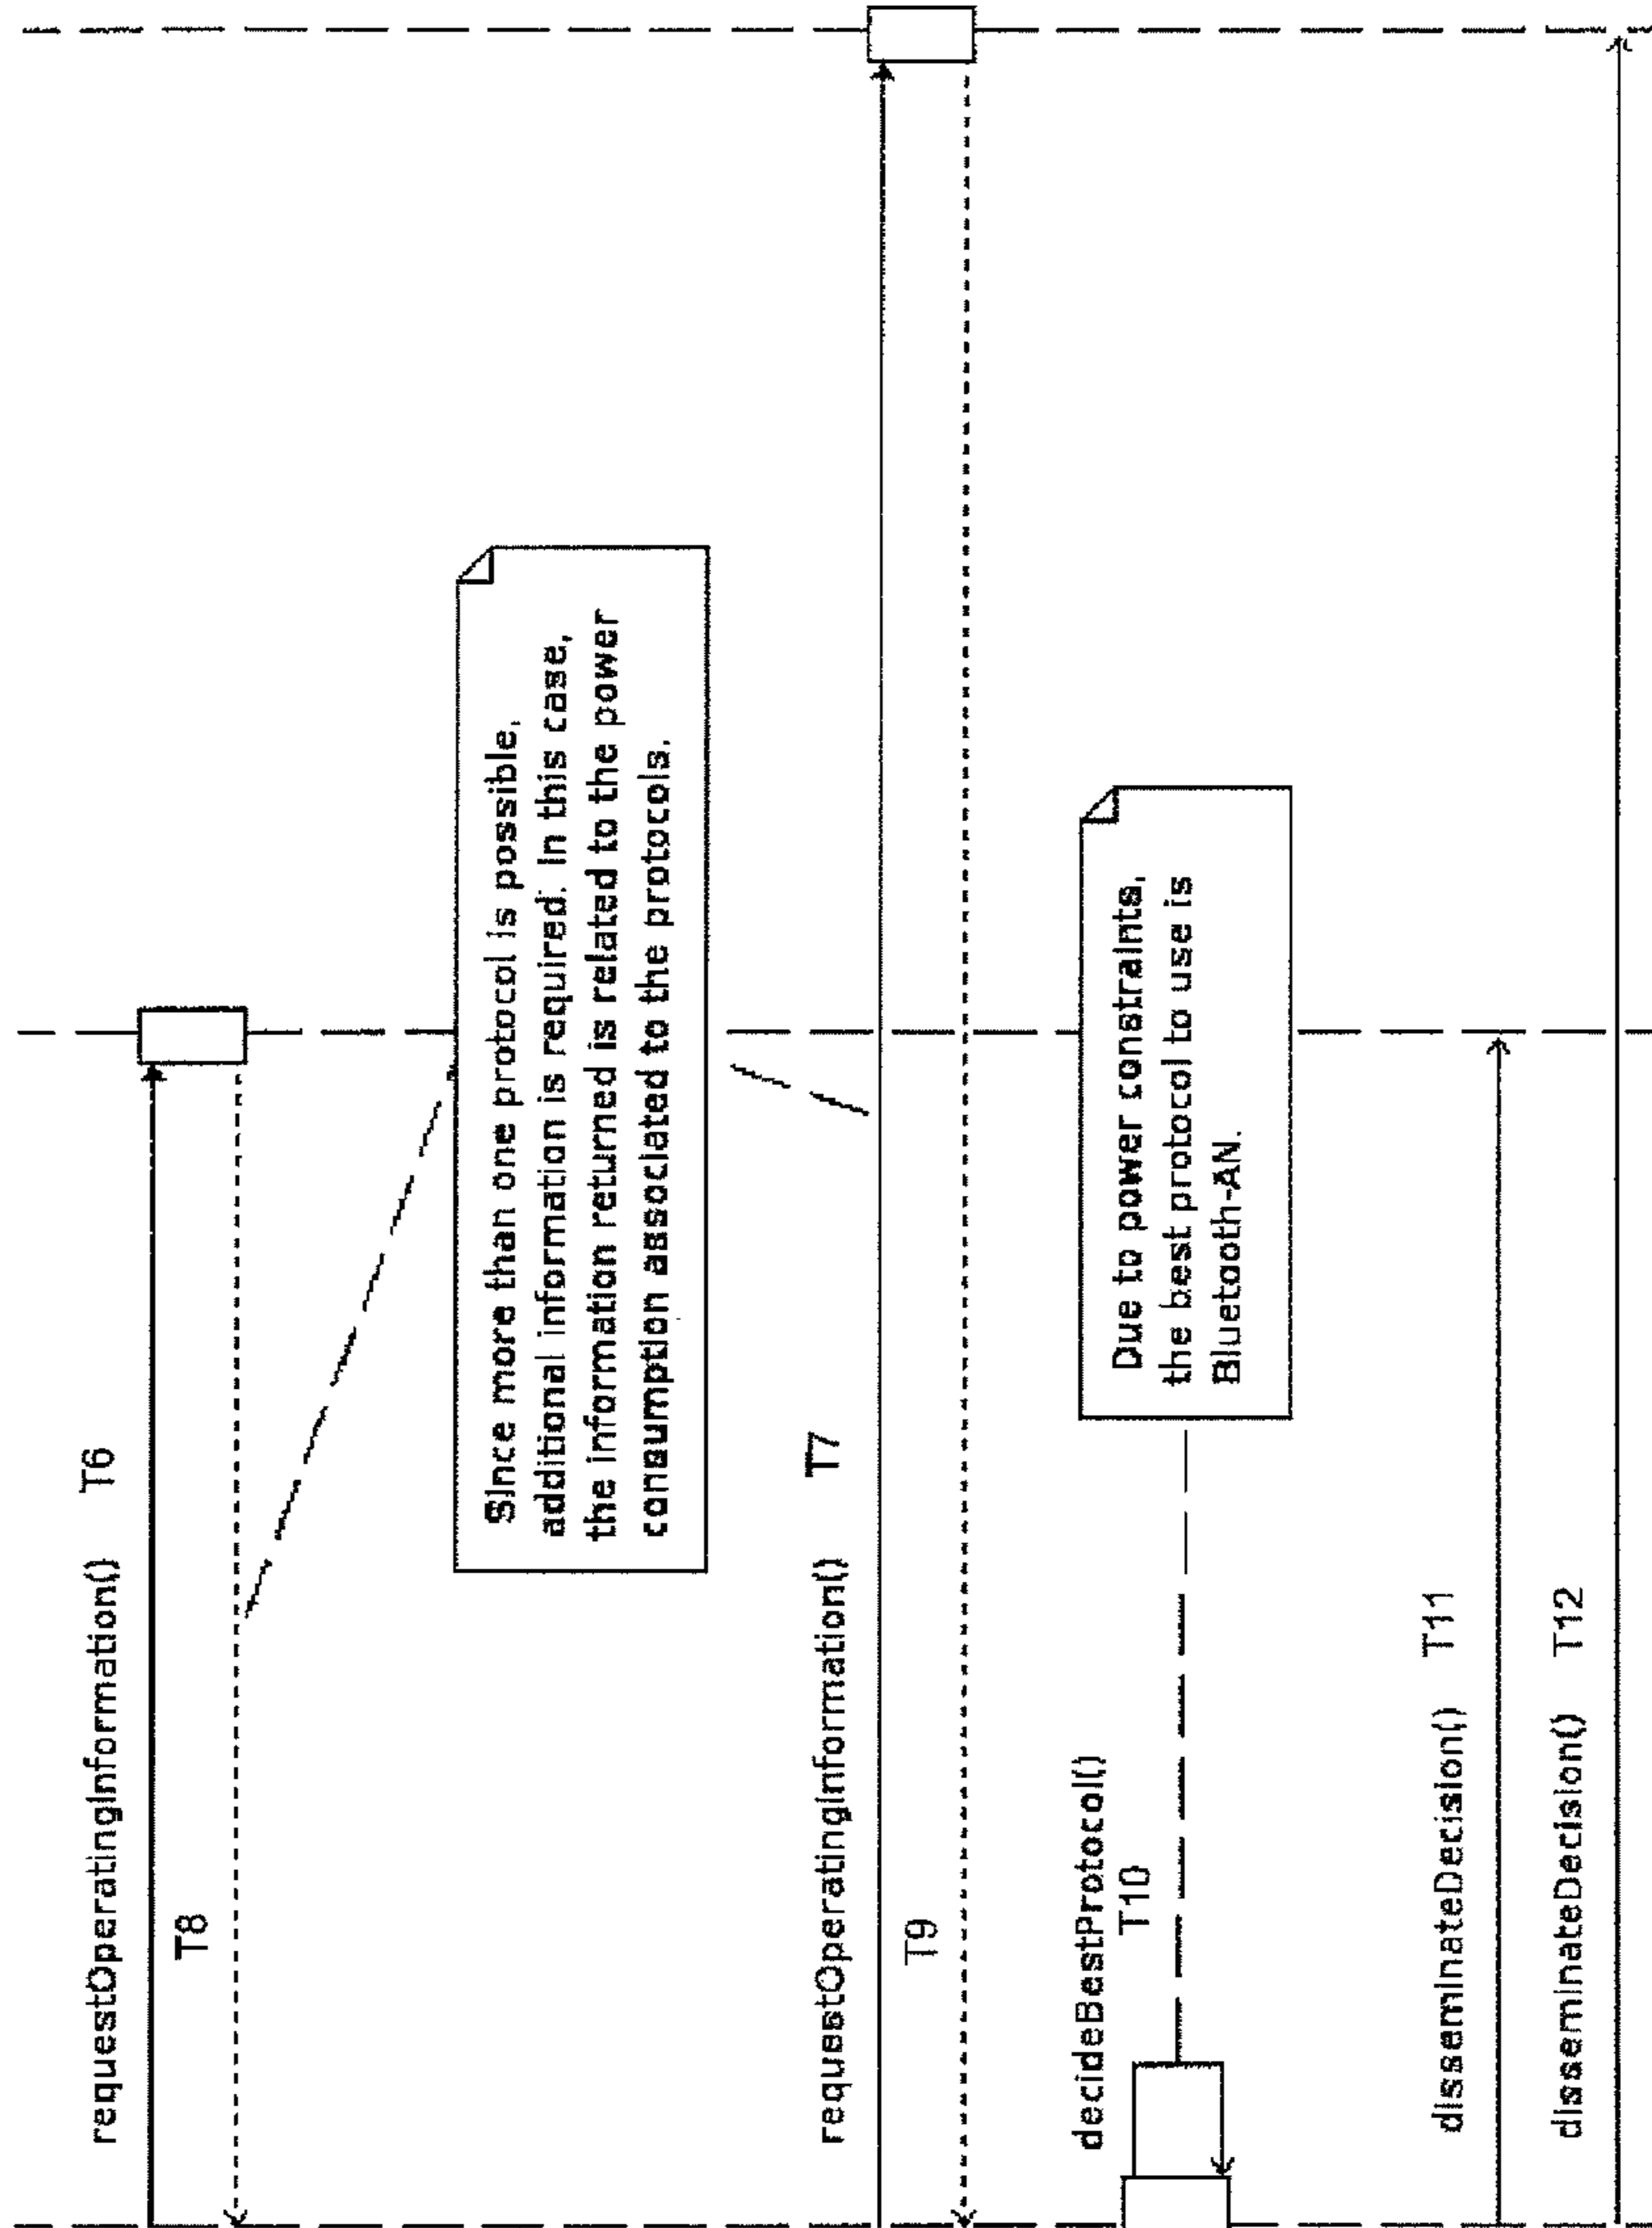 requestOperatingInformation() T6
T8
Since more than one protocol is possible,
additional information is required. In this case,
the information returned is related to the power
consumption associated to the protocols.
requestOperatingInformation() T7
T9
decideBestProtocol()
T10
Due to power constraints,
the best protocol to use is
Bluetooth-AN.
disseminateDecision() T11
disseminateDecision() T12